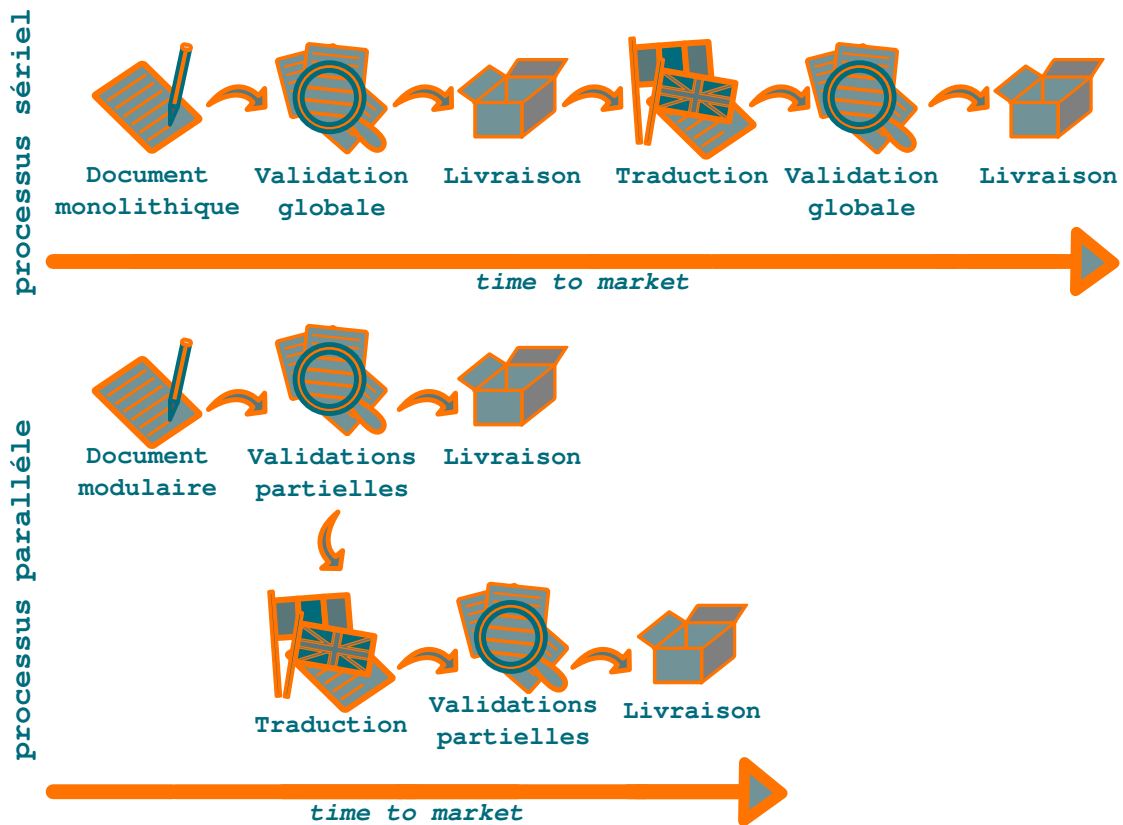 processus sériel
Document
monolithique
Validation
globale
Livraison
Traduction
Validation
globale
Livraison
time to market
processus paralléle
Document
modulaire
Validations
partielles
Livraison
Traduction
Validations
partielles
Livraison
time to market